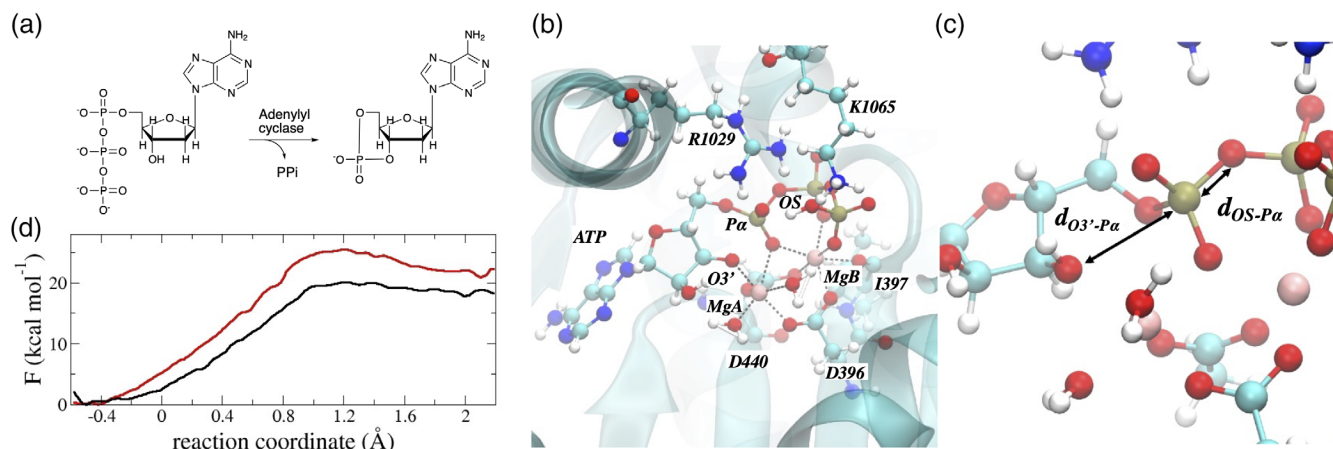 (a)
NH₂
N
N
N
N
O
⁻O P O
O
⁻O P O
O
⁻O P O
O⁻
O
H H
H H
OH H
Adenylyl
cyclase
PPi
NH₂
N
N
N
N
O
O
H H
H H
⁻O P O H
O
(b)
K1065
R1029
OS
Pα
ATP
O3'
MgB
MgA
I397
D440
D396
(c)
dO3'-Pα
dOS-Pα
(d)
F (kcal mol⁻¹)
20
10
0
-0.4 0 0.4 0.8 1.2 1.6 2
reaction coordinate (Å)